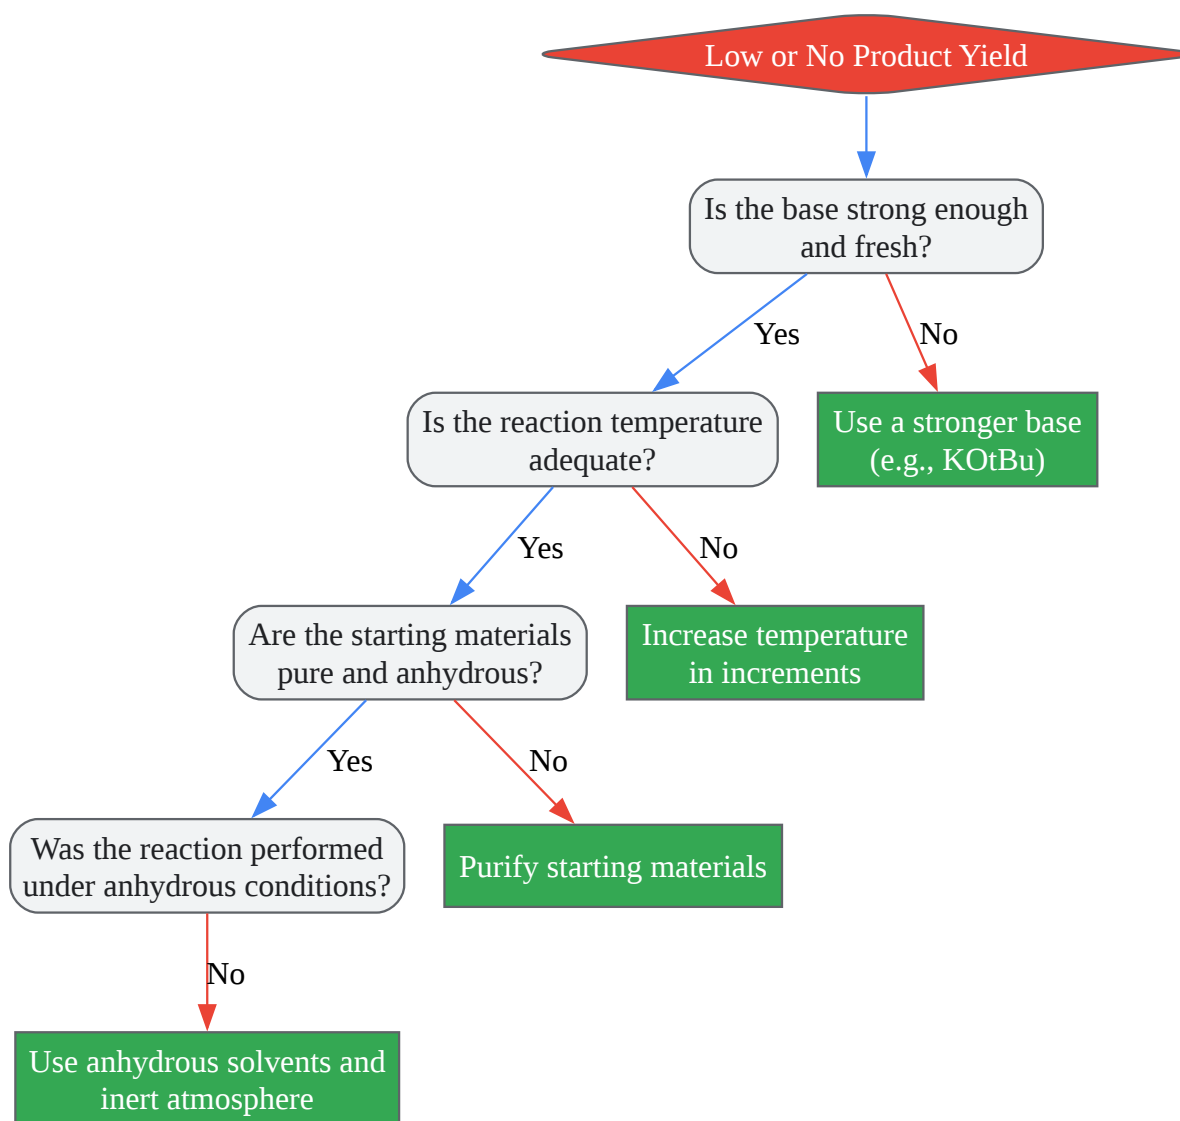 Low or No Product Yield
Is the base strong enough
and fresh?
Yes
No
Is the reaction temperature
adequate?
Use a stronger base
(e.g., KOtBu)
Yes
No
Are the starting materials
pure and anhydrous?
Increase temperature
in increments
Yes
No
Was the reaction performed
under anhydrous conditions?
Purify starting materials
No
Use anhydrous solvents and
inert atmosphere